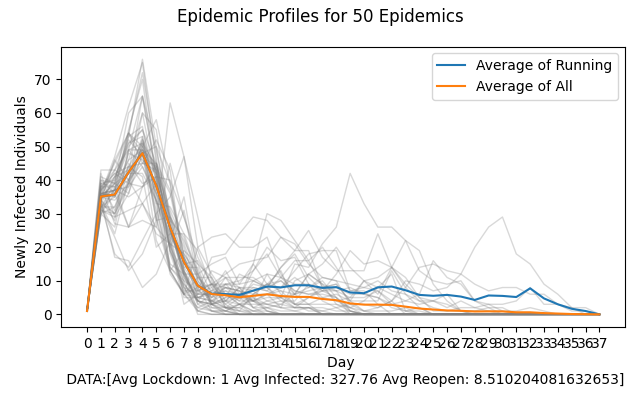 Epidemic Profiles for 50 Epidemics
Average of Running
Average of All
Newly Infected Individuals
70
60
50
40
30
20
10
0
0 1 2 3 4 5 6 7 8 9 10 11 12 13 14 15 16 17 18 19 20 21 22 23 24 25 26 27 28 29 30 31 32 33 34 35 36 37
Day
DATA:[Avg Lockdown: 1 Avg Infected: 327.76 Avg Reopen: 8.510204081632653]